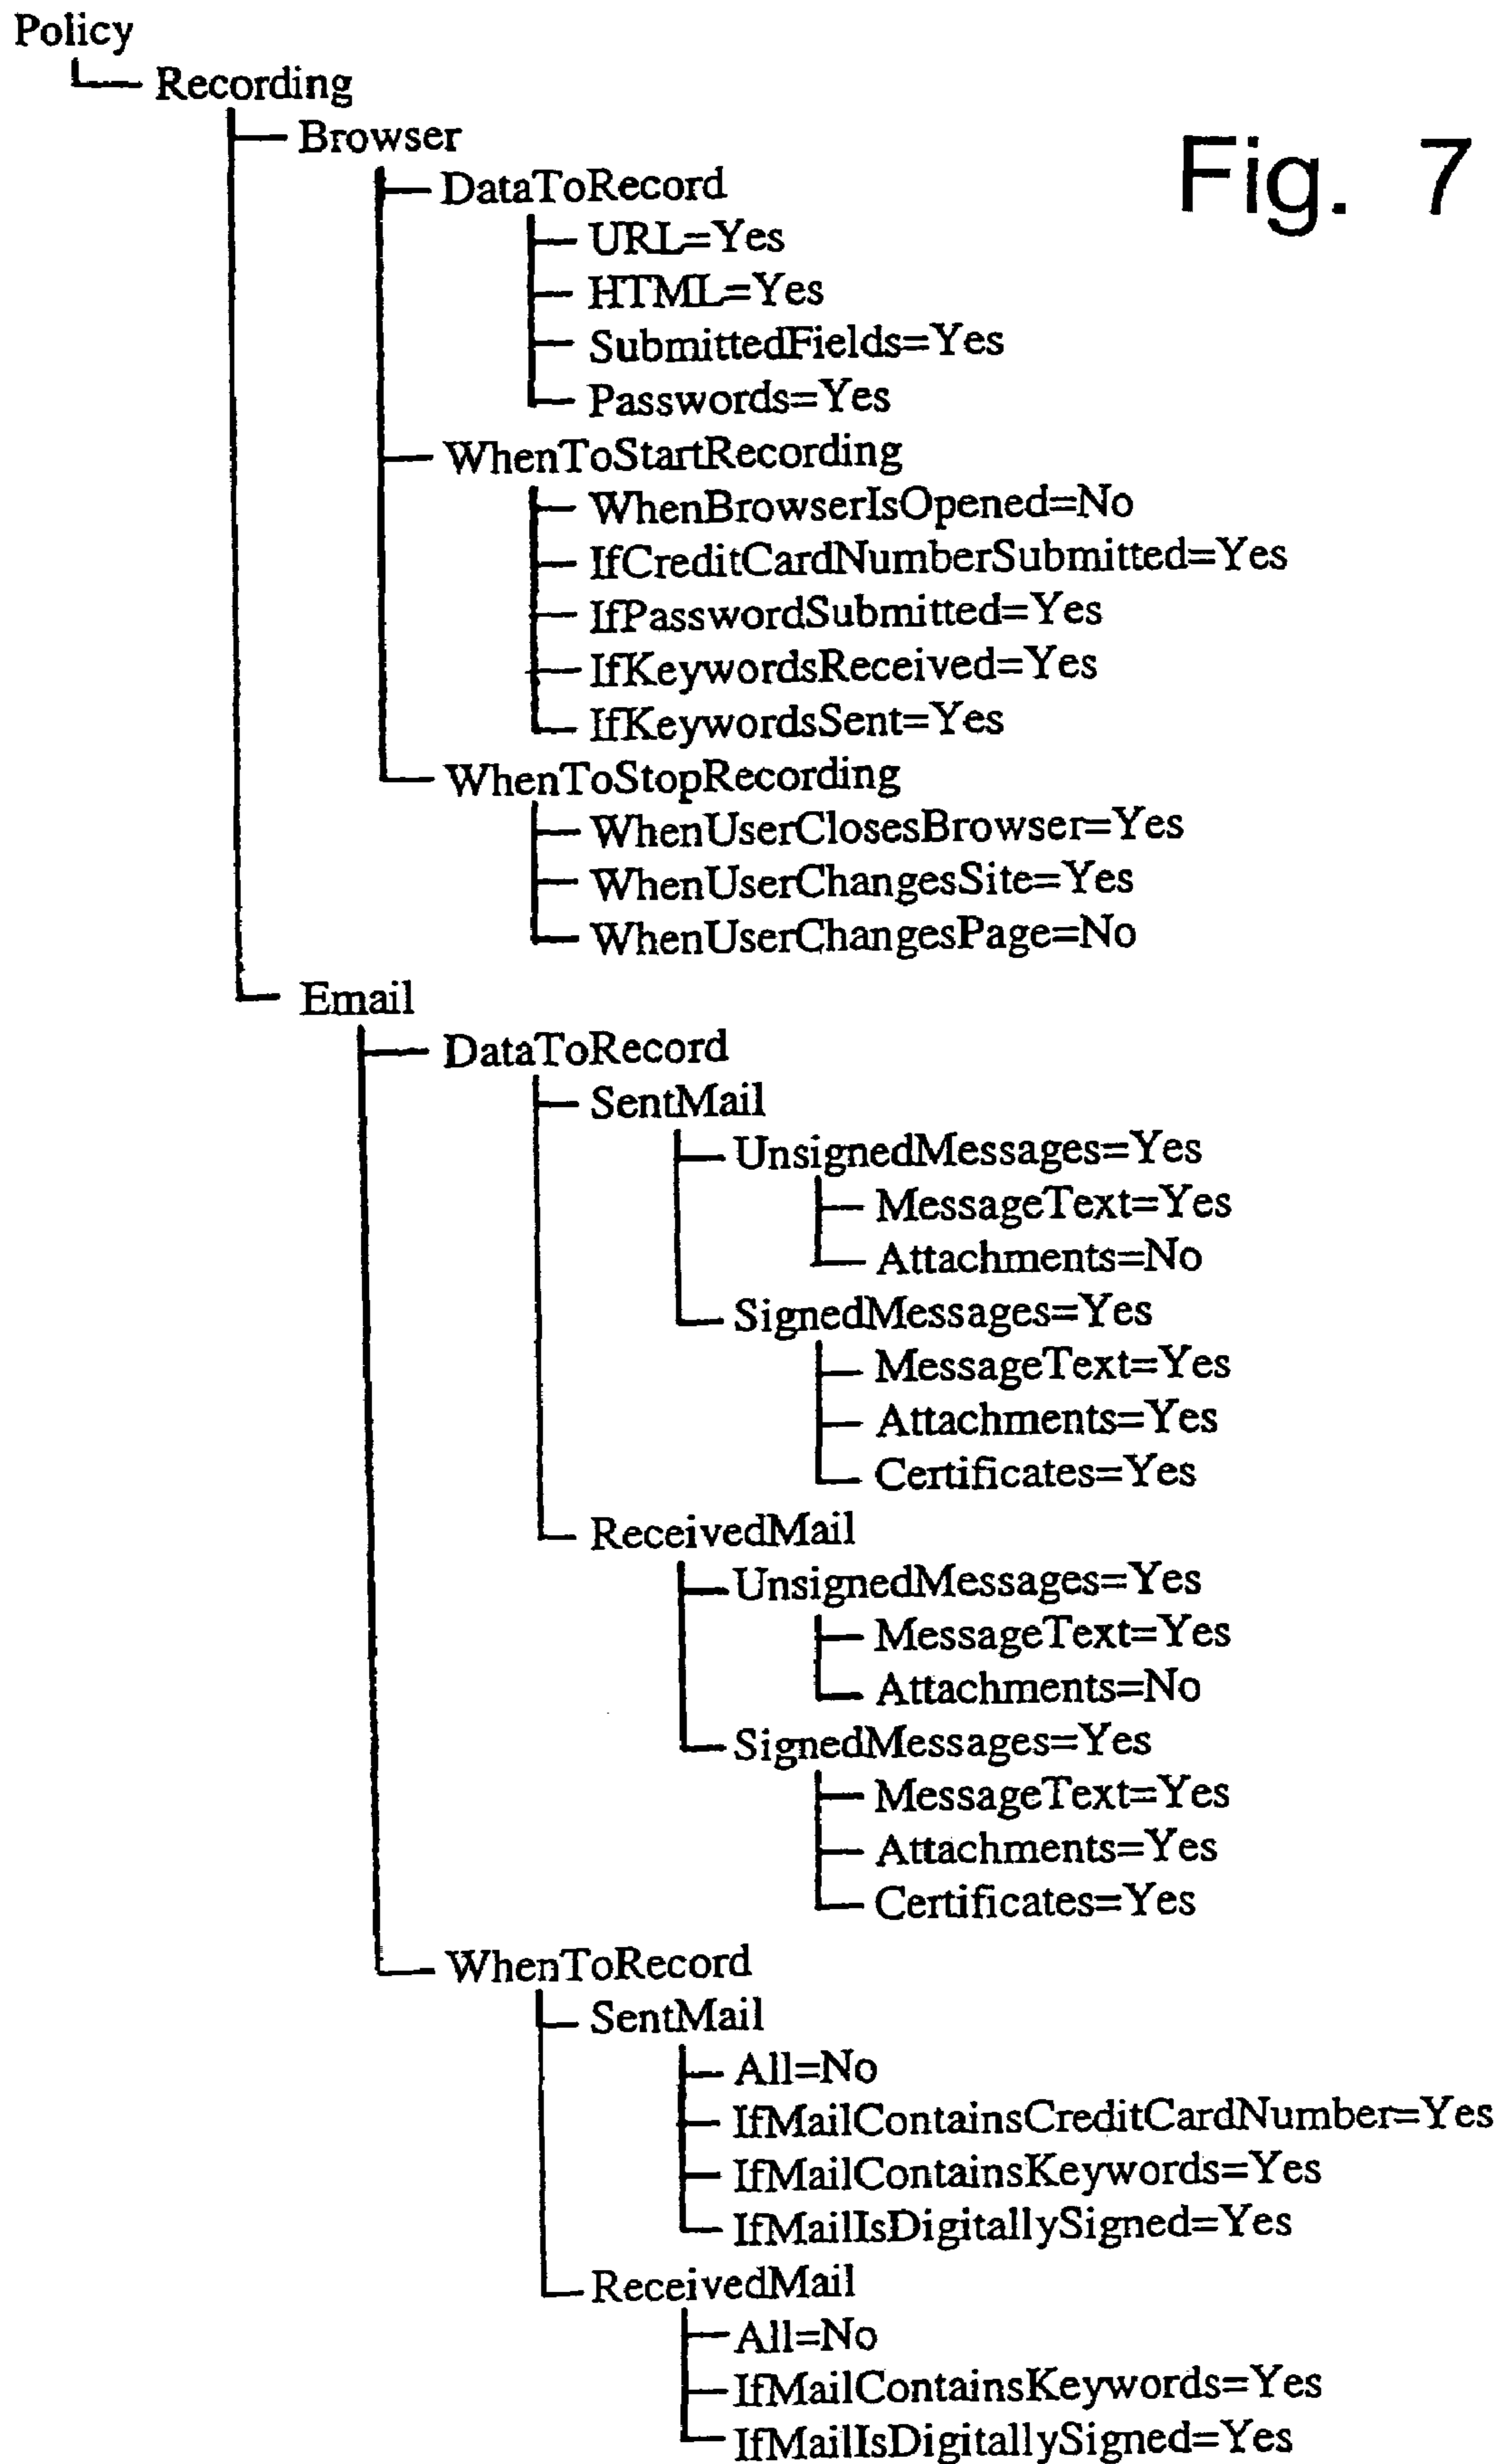 Policy
Recording
Browser
Fig. 7
DataToRecord
URL=Yes
HTML=Yes
SubmittedFields=Yes
Passwords=Yes
WhenToStartRecording
WhenBrowserIsOpened=No
IfCreditCardNumberSubmitted=Yes
IfPasswordSubmitted=Yes
IfKeywordsReceived=Yes
IfKeywordsSent=Yes
WhenToStopRecording
WhenUserClosesBrowser=Yes
WhenUserChangesSite=Yes
WhenUserChangesPage=No
Email
DataToRecord
SentMail
UnsignedMessages=Yes
MessageText=Yes
Attachments=No
SignedMessages=Yes
MessageText=Yes
Attachments=Yes
Certificates=Yes
ReceivedMail
UnsignedMessages=Yes
MessageText=Yes
Attachments=No
SignedMessages=Yes
MessageText=Yes
Attachments=Yes
Certificates=Yes
WhenToRecord
SentMail
All=No
IfMailContainsCreditCardNumber=Yes
IfMailContainsKeywords=Yes
IfMailIsDigitallySigned=Yes
ReceivedMail
All=No
IfMailContainsKeywords=Yes
IfMailIsDigitallySigned=Yes